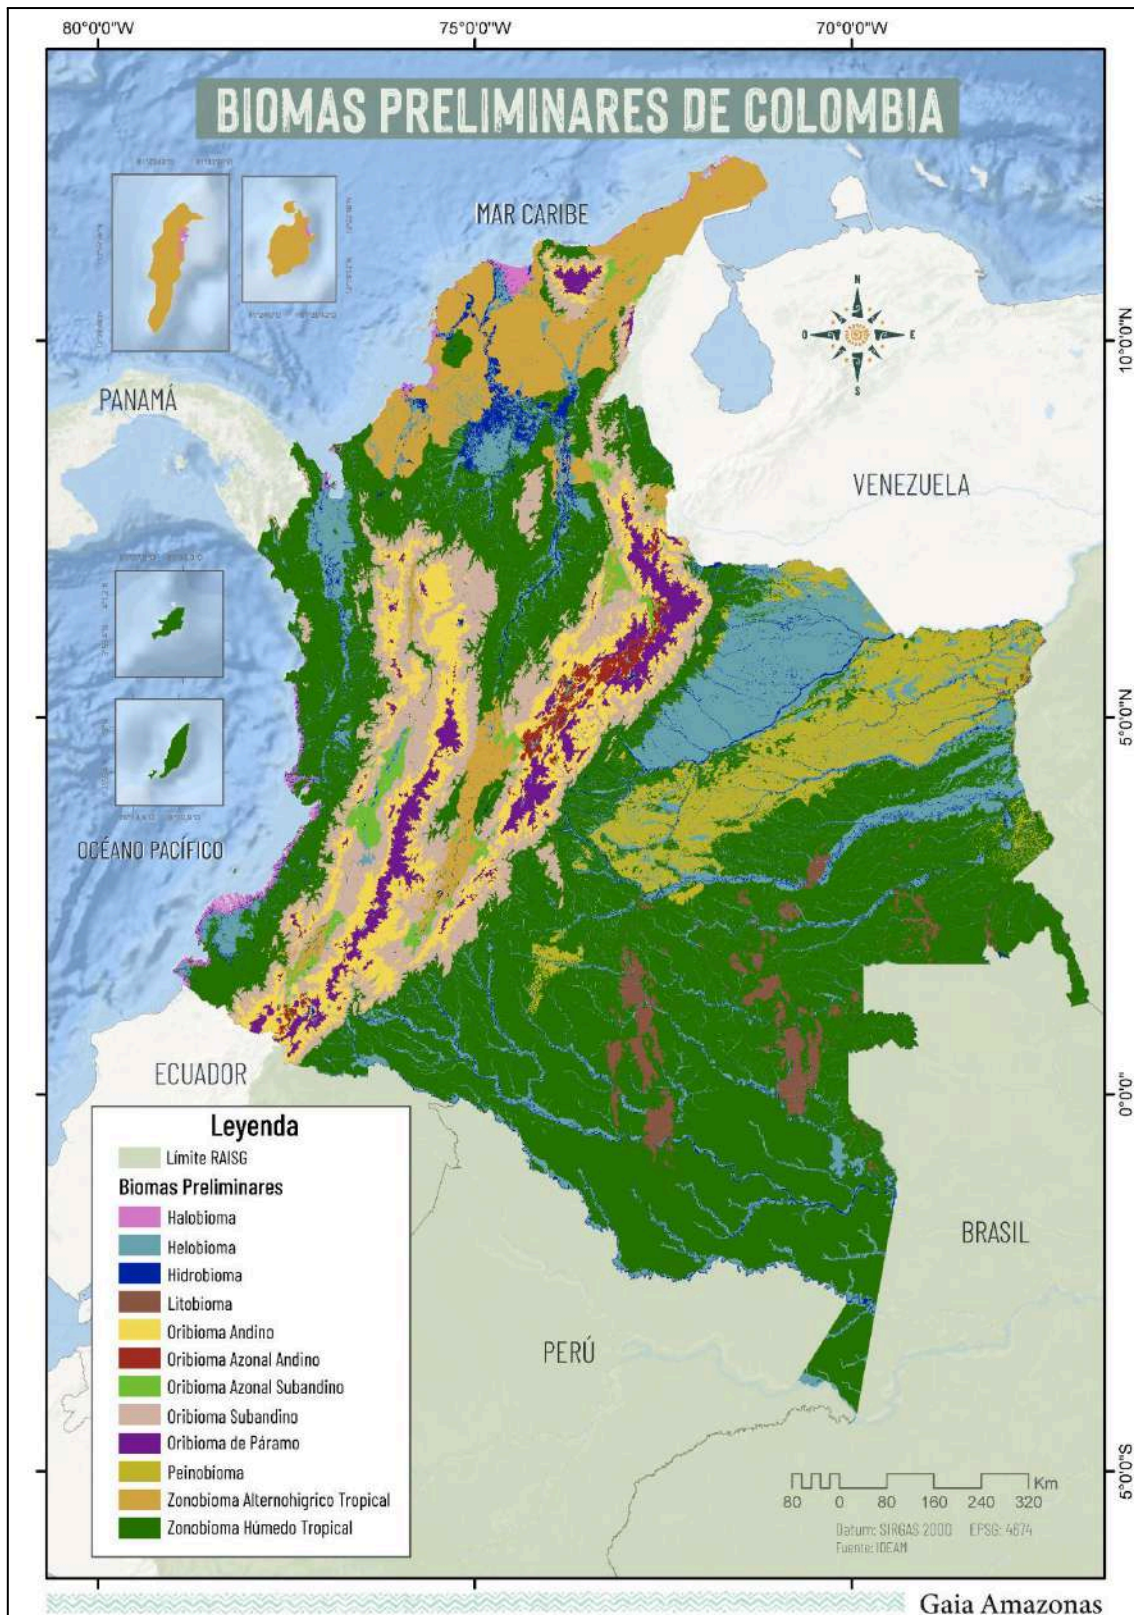 80°0'0"W 75°0'0"W 70°0'0"W
BIOMAS PRELIMINARES DE COLOMBIA
MAR CARIBE
N
O E
S
10°0'0"N
PANAMÁ
VENEZUELA
5°0'0"N
OCÉANO PACÍFICO
ECUADOR
0°0'0"
Leyenda
Límite RAISG
Biomas Preliminares
Halobioma
Helobioma
Hidrobioma
Litobioma
Oribioma Andino
Oribioma Azonal Andino
Oribioma Azonal Subandino
Oribioma Subandino
Oribioma de Páramo
Peinobioma
Zonobioma Alternohigrico Tropical
Zonobioma Húmedo Tropical
BRASIL
PERÚ
5°0'0"S
80 0 80 160 240 320 Km
Datum: SIRGAS 2000 EPSG: 4674
Fuente: IDEAM
Gaia Amazonas